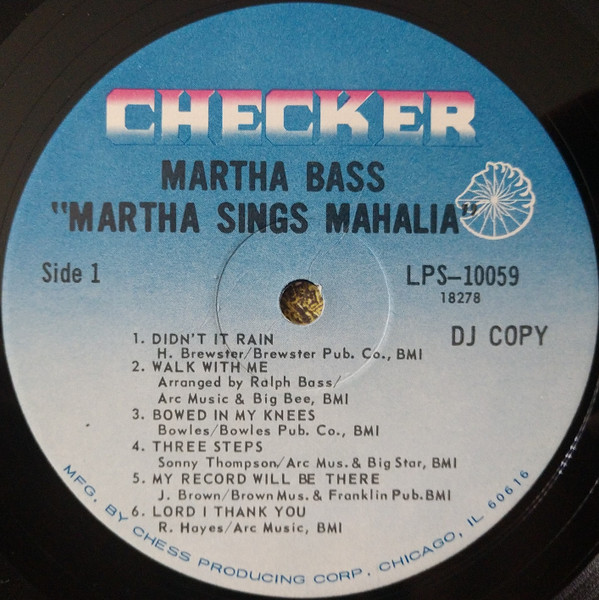 CHECKER
MARTHA BASS
"MARTHA SINGS MAHALIA"
Side 1
LPS-10059
18278
DJ COPY
1. DIDN'T IT RAIN
H. Brewster/Brewster Pub. Co., BMI
2. WALK WITH ME
Arranged by Ralph Bass/
Arc Music & Big Bee, BMI
3. BOWED IN MY KNEES
Bowles/Bowles Pub. Co., BMI
4. THREE STEPS
Sonny Thompson/Arc Mus. & Big Star, BMI
5. MY RECORD WILL BE THERE
J. Brown/Brown Mus. & Franklin Pub. BMI
6. LORD I THANK YOU
R. Hayes/Arc Music, BMI
MFG. BY CHESS PRODUCING CORP. CHICAGO, IL 60616